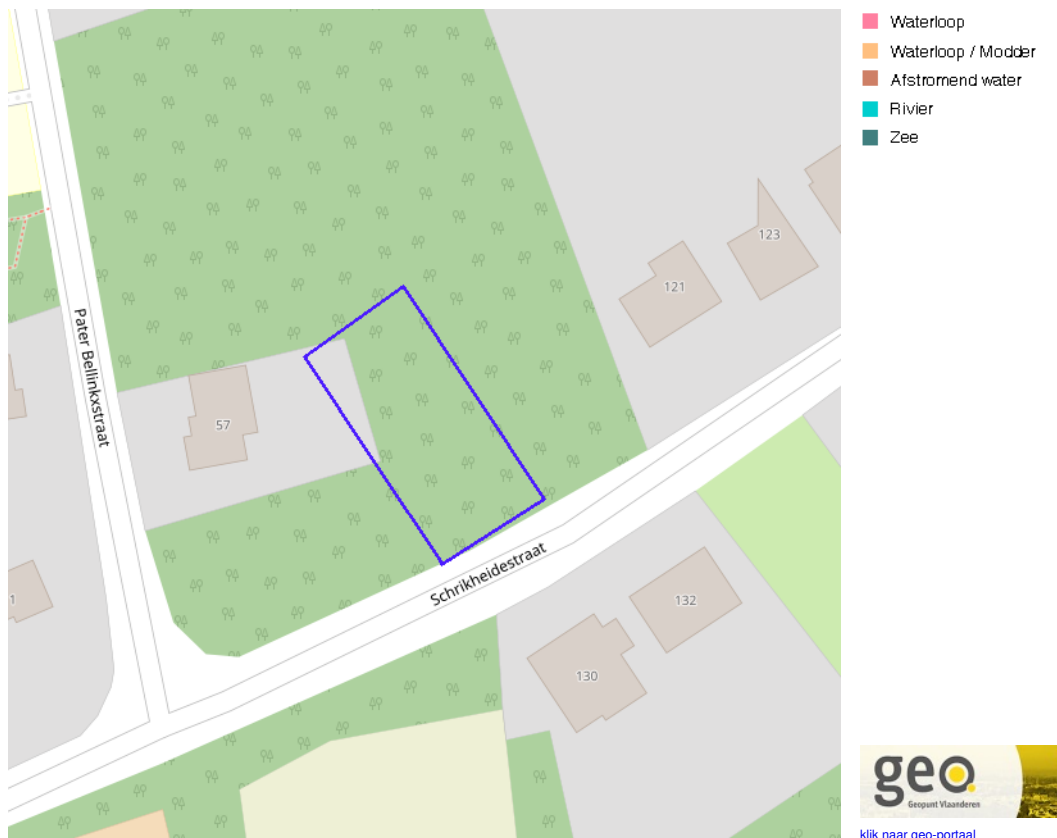 Waterloop
Waterloop / Modder
Afstromend water
Rivier
Zee
123
121
Pater Bellinkxstraat
57
Schrikheidestraat
1
132
130
geo
Geopunt Vlaanderen
klik naar geo-portaal